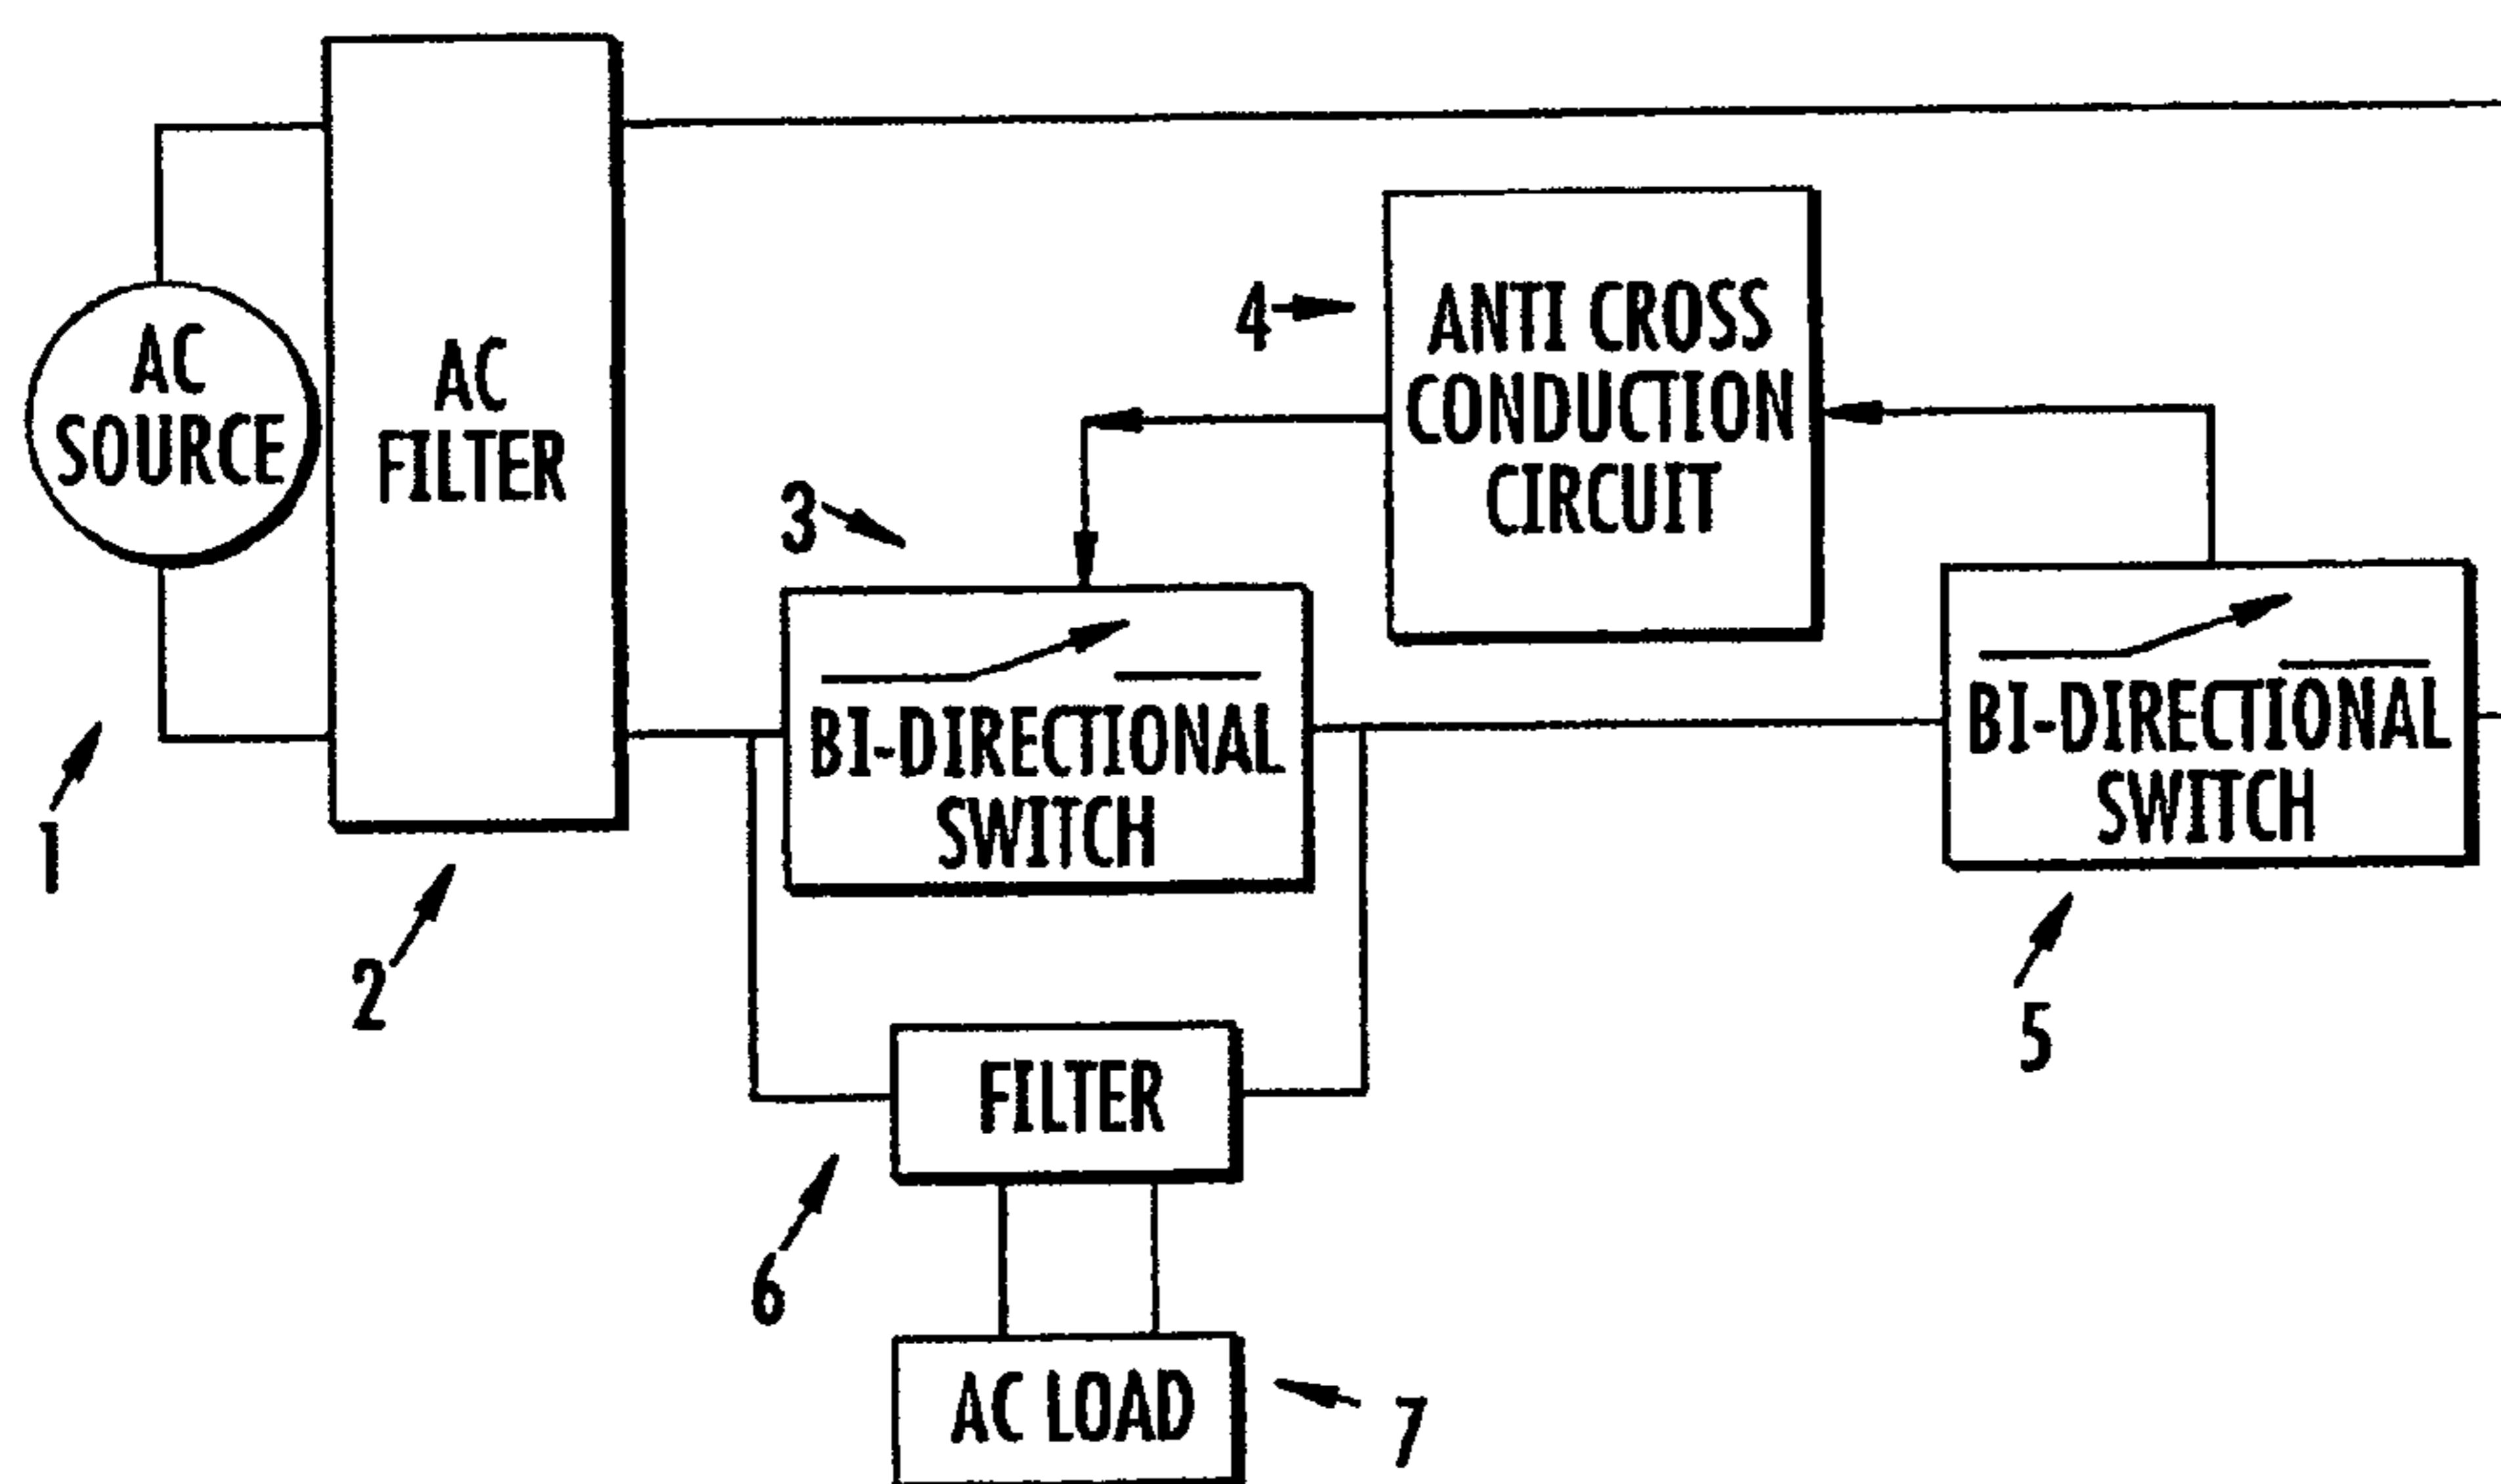 AC
SOURCE
1
AC
FILTER
2
3
BI-DIRECTIONAL
SWITCH
4
ANTI CROSS
CONDUCTION
CIRCUIT
BI-DIRECTIONAL
SWITCH
5
FILTER
6
AC LOAD
7